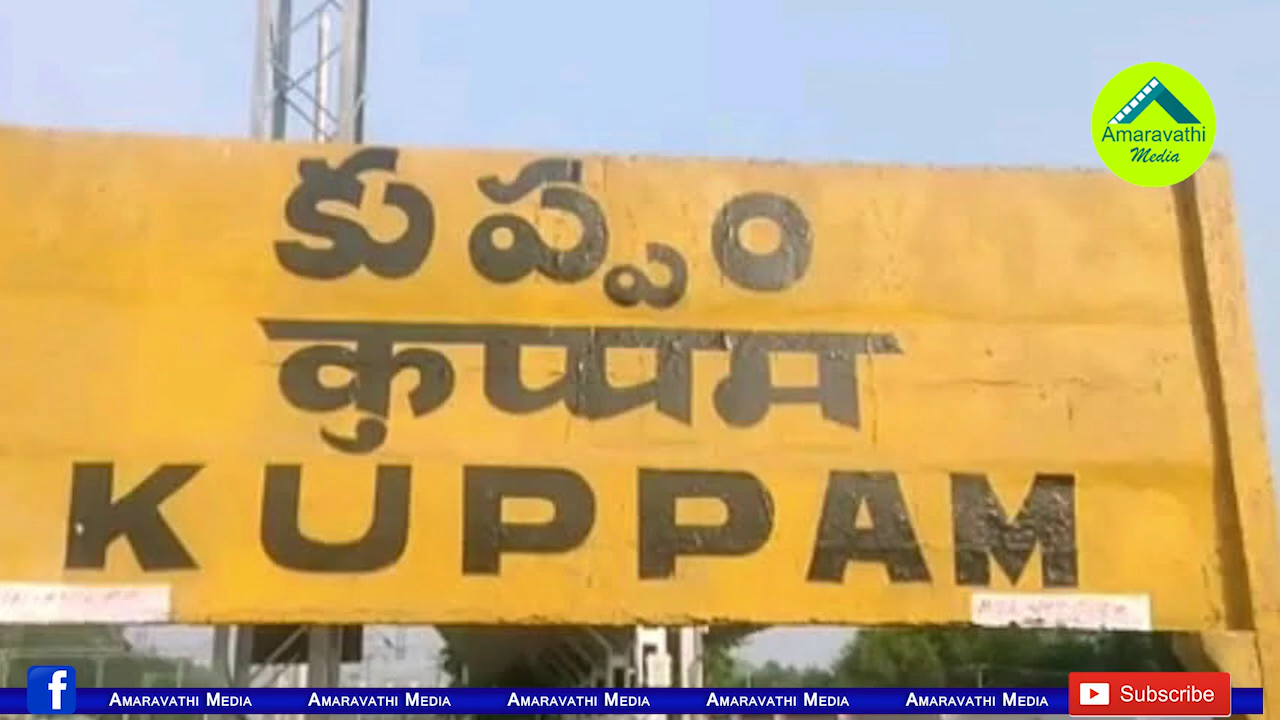 Amaravathi
Media
కుప్పం
कुप्पम
KUPPAM
AMARAVATHI MEDIA AMARAVATHI MEDIA AMARAVATHI MEDIA AMARAVATHI MEDIA AMARAVATHI MEDIA
Subscribe